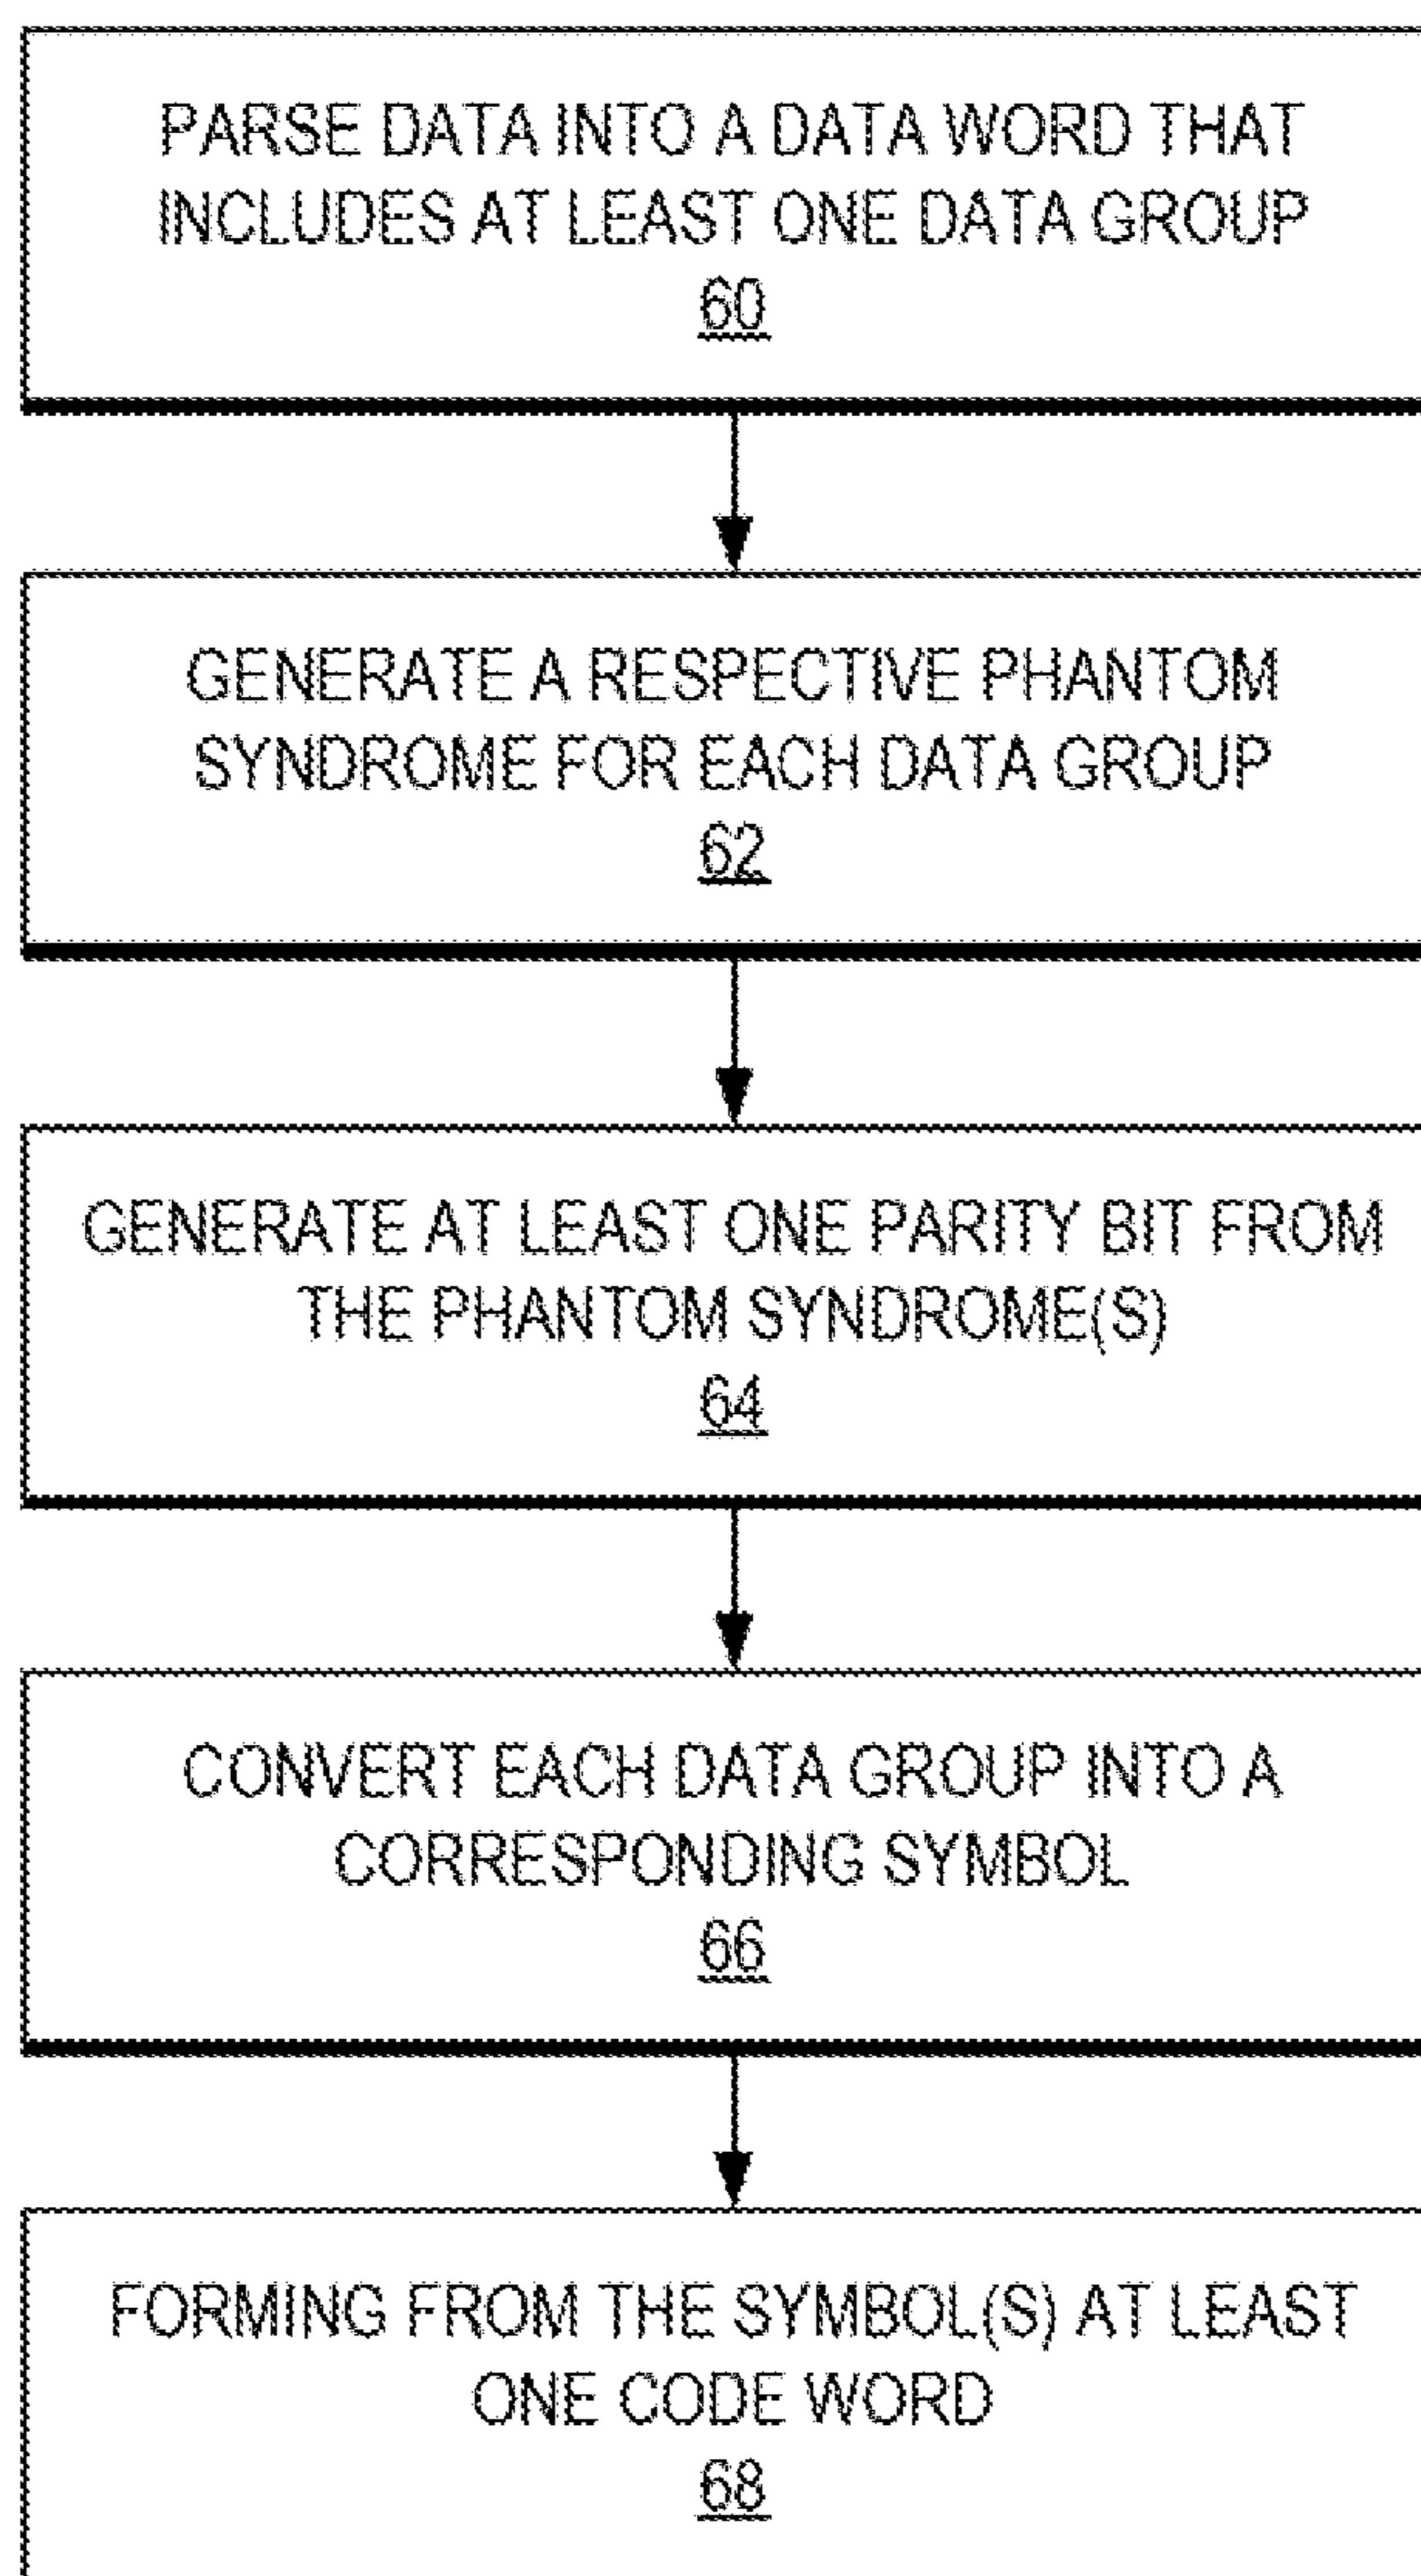 PARSE DATA INTO A DATA WORD THAT
INCLUDES AT LEAST ONE DATA GROUP
60
GENERATE A RESPECTIVE PHANTOM
SYNDROME FOR EACH DATA GROUP
62
GENERATE AT LEAST ONE PARITY BIT FROM
THE PHANTOM SYNDROME(S)
64
CONVERT EACH DATA GROUP INTO A
CORRESPONDING SYMBOL
66
FORMING FROM THE SYMBOL(S) AT LEAST
ONE CODE WORD
68